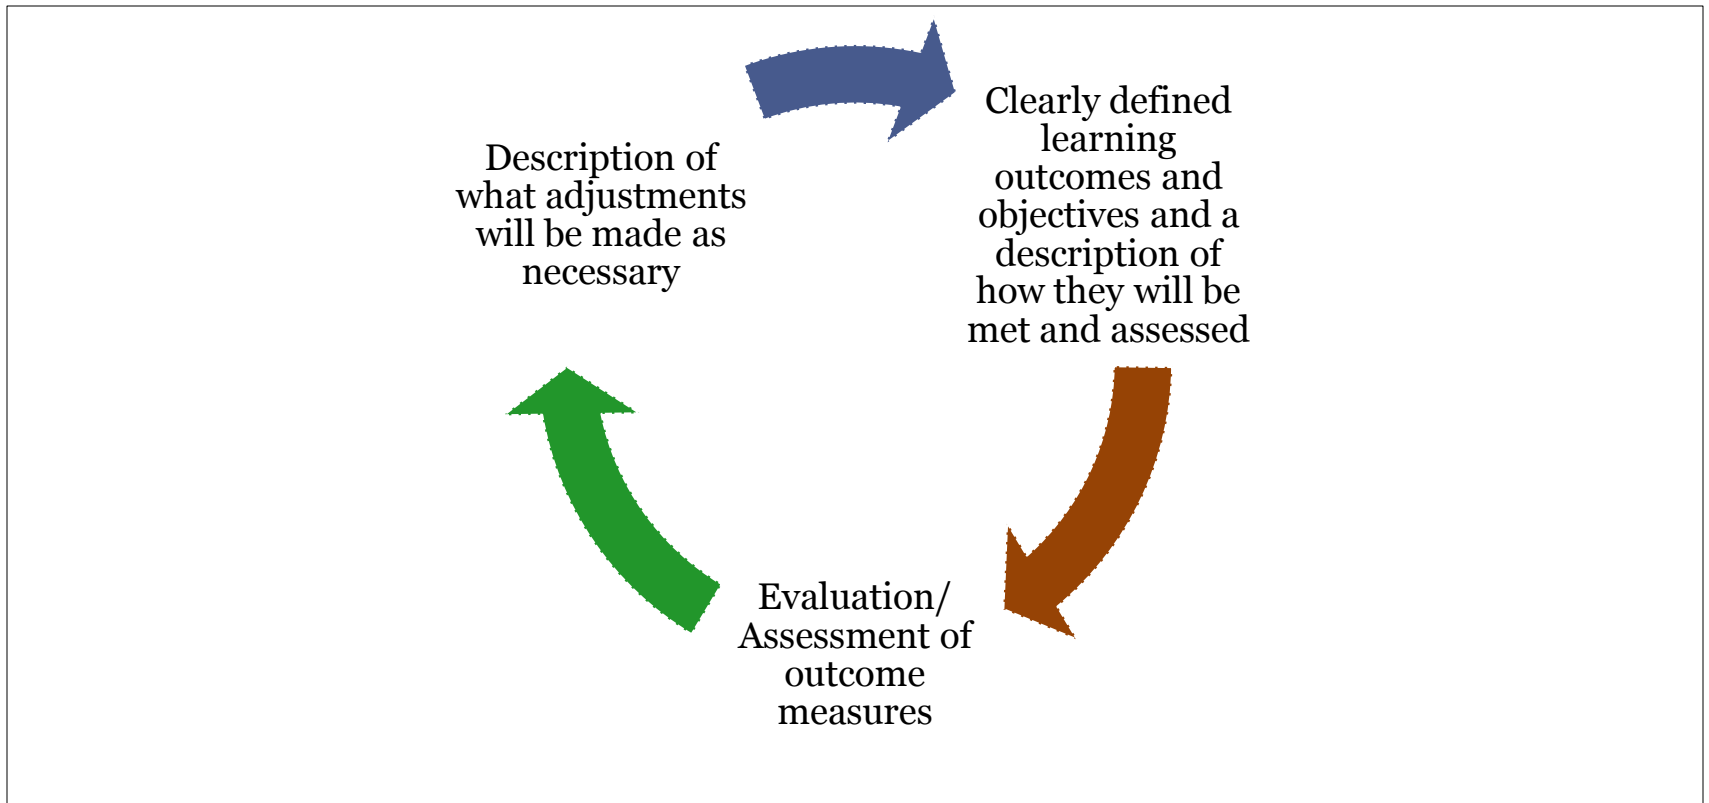 Clearly defined
learning
outcomes and
objectives and a
description of
how they will be
met and assessed
Evaluation/
Assessment of
outcome
measures
Description of
what adjustments
will be made as
necessary